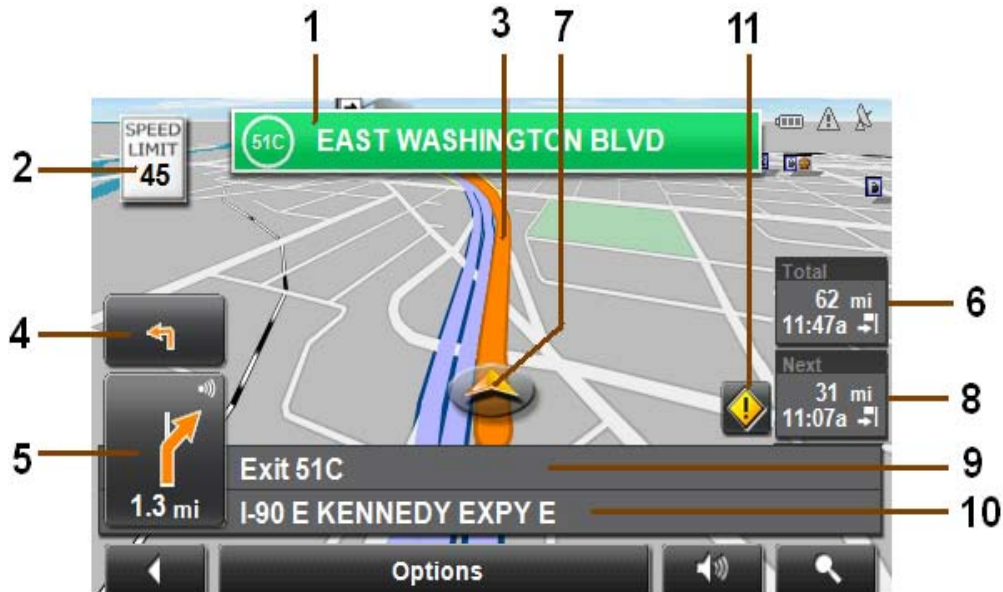 1
3
7
11
SPEED
LIMIT
45
51C EAST WASHINGTON BLVD
2
Total
62 mi
11:47a
6
4
Next
31 mi
11:07a
8
5
1.3 mi
Exit 51C
9
I-90 E KENNEDY EXPY E
10
Options